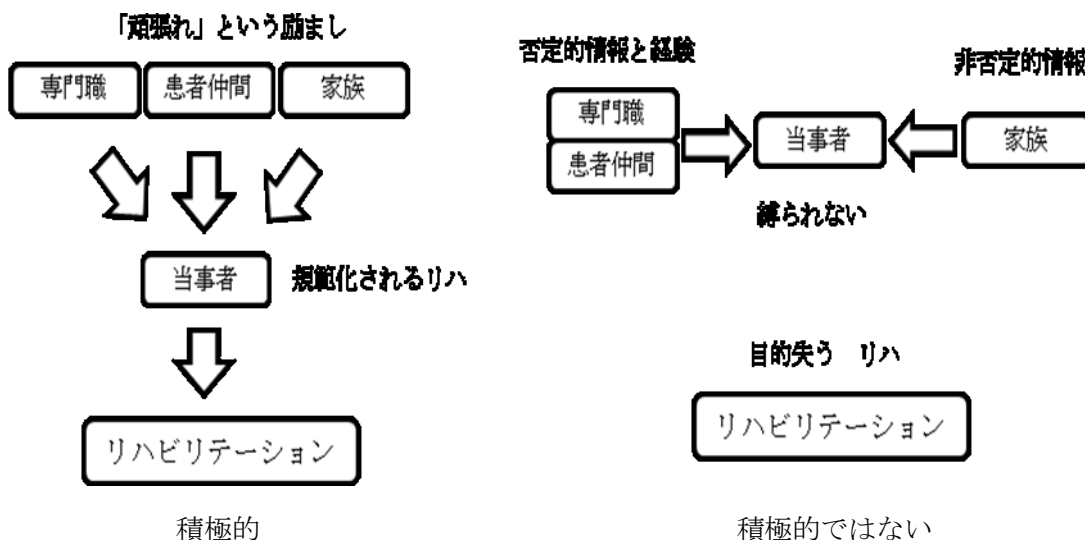 「頑張れ」という励まし
専門職
患者仲間
家族
当事者
規範化されるリハ
リハビリテーション
積極的
否定的情報と経験
非否定的情報
専門職
患者仲間
当事者
家族
縛られない
目的失う リハ
リハビリテーション
積極的ではない